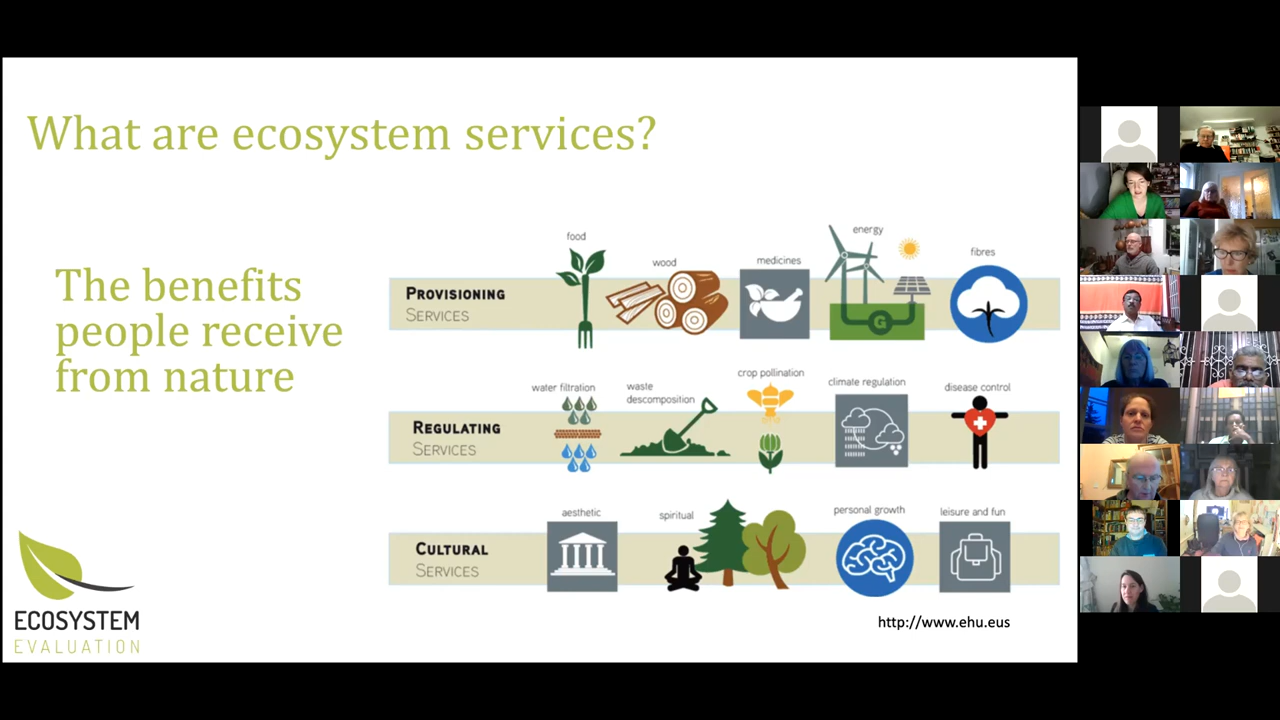 What are ecosystem services?
The benefits
people receive
from nature
food
wood
medicines
energy
fibres
PROVISIONING
SERVICES
G
water filtration
waste
descomposition
crop pollination
climate regulation
disease control
REGULATING
SERVICES
aesthetic
spiritual
personal growth
leisure and fun
CULTURAL
SERVICES
http://www.ehu.eus
ECOSYSTEM
EVALUATION